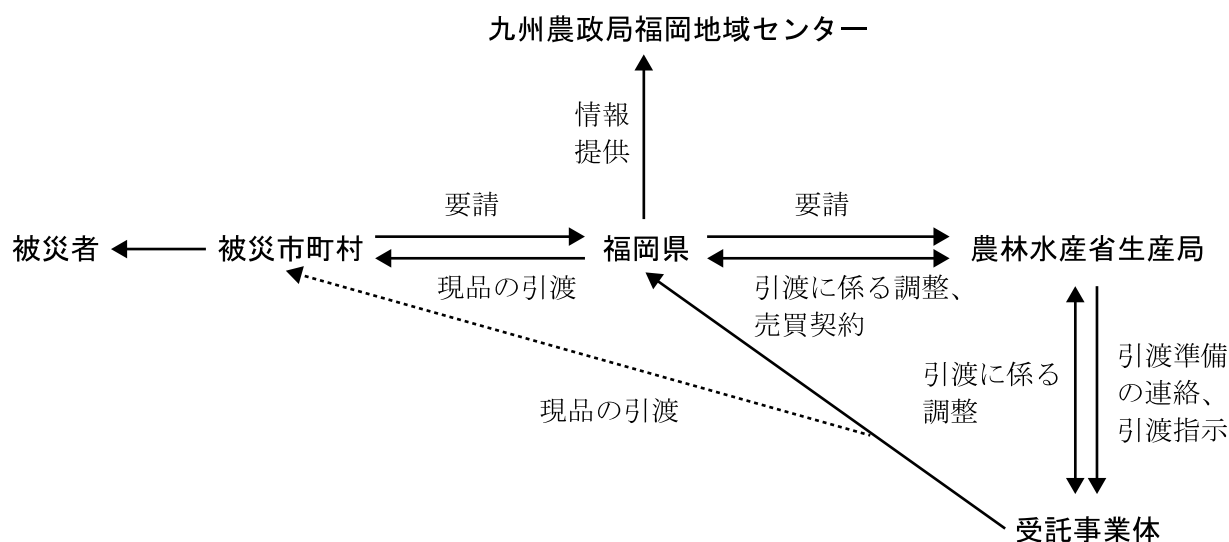 九州農政局福岡地域センター
情報
提供
要請
要請
被災者
被災市町村
福岡県
農林水産省生産局
現品の引渡
引渡に係る調整、
売買契約
引渡に係る
調整
引渡準備
の連絡、
引渡指示
現品の引渡
受託事業体